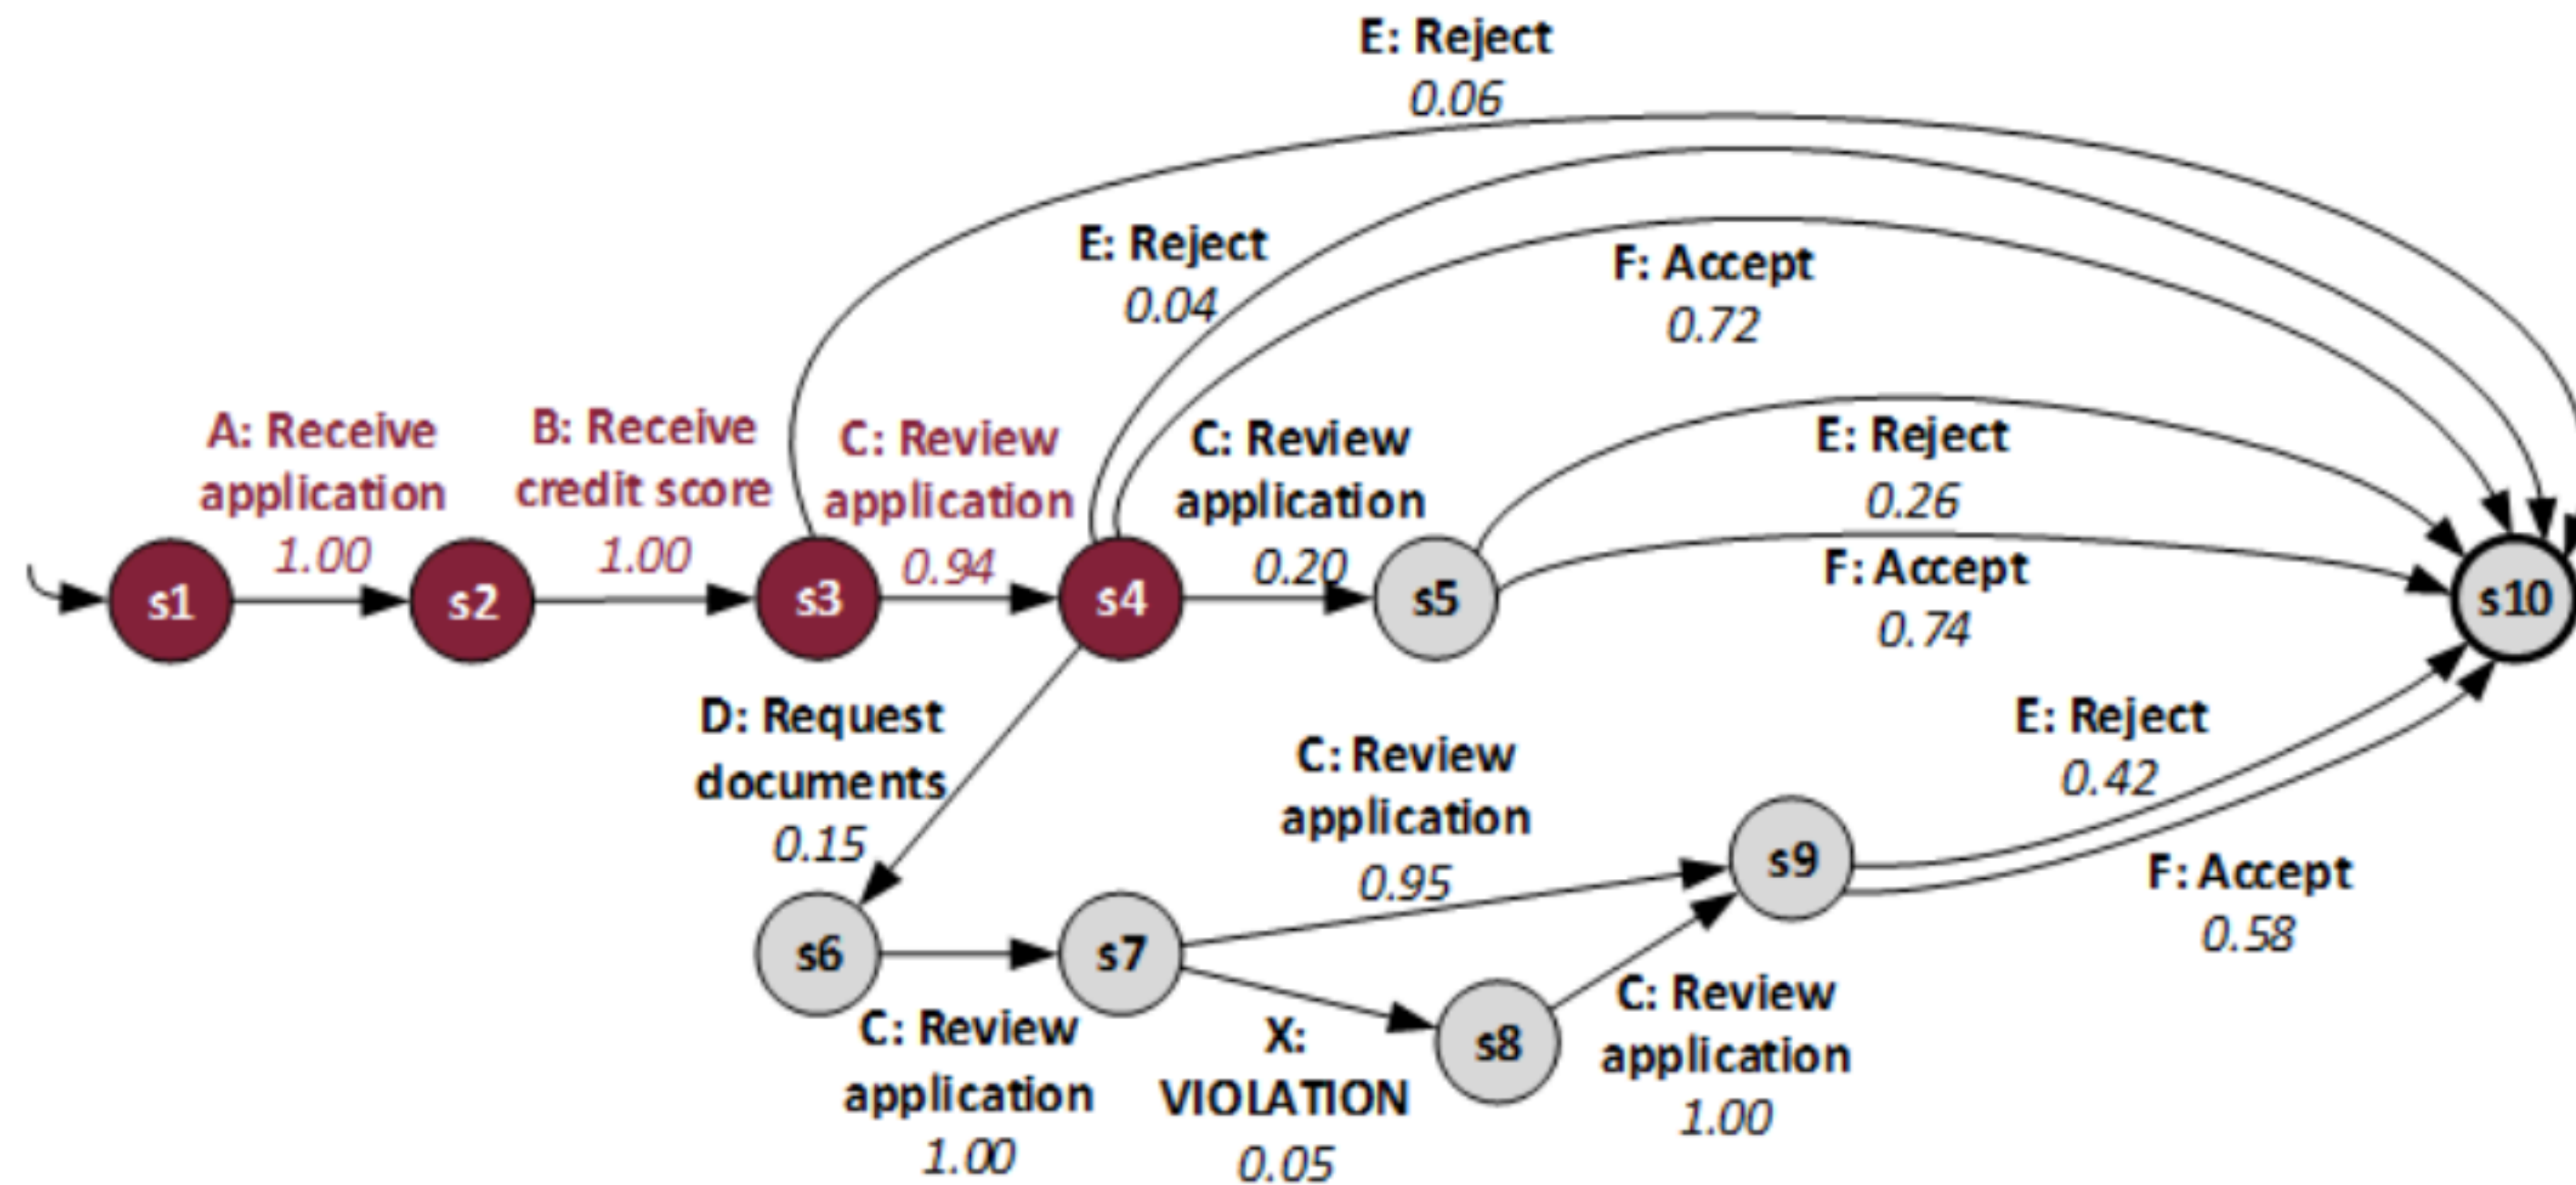 E: Reject
0.06
E: Reject
0.04
F: Accept
0.72
A: Receive
application
1.00
B: Receive
credit score
1.00
C: Review
application
0.94
C: Review
application
0.20
E: Reject
0.26
F: Accept
0.74
s1
s2
s3
s4
s5
s10
D: Request
documents
0.15
C: Review
application
0.95
E: Reject
0.42
F: Accept
0.58
s9
s6
s7
s8
C: Review
application
1.00
X:
VIOLATION
0.05
C: Review
application
1.00